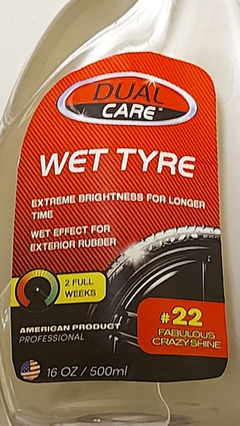 DUAL
CARE
WET TYRE
EXTREME BRIGHTNESS FOR LONGER
TIME
WET EFFECT FOR
EXTERIOR RUBBER
2 FULL
WEEKS
#22
FABULOUS
CRAZY SHINE
AMERICAN PRODUCT
PROFESSIONAL
16 OZ / 500ml